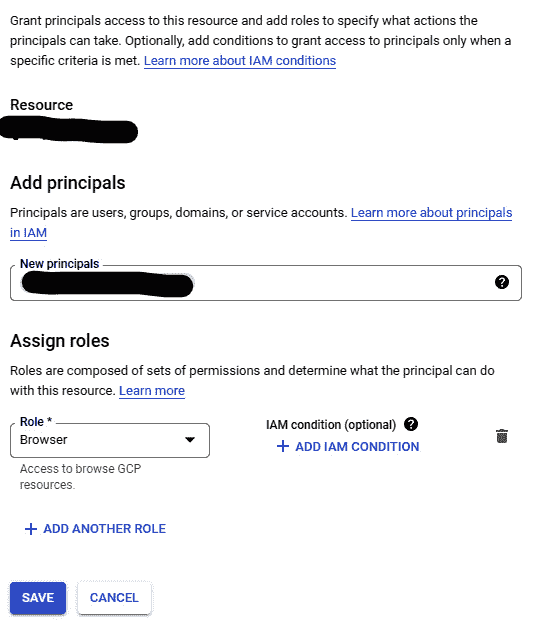 Grant principals access to this resource and add roles to specify what actions the
principals can take. Optionally, add conditions to grant access to principals only when a
specific criteria is met. Learn more about IAM conditions
Resource
Add principals
Principals are users, groups, domains, or service accounts. Learn more about principals
in IAM
New principals
?
Assign roles
Roles are composed of sets of permissions and determine what the principal can do
with this resource. Learn more
Role * IAM condition (optional) ?
Browser + ADD IAM CONDITION
Access to browse GCP
resources.
+ ADD ANOTHER ROLE
SAVE CANCEL